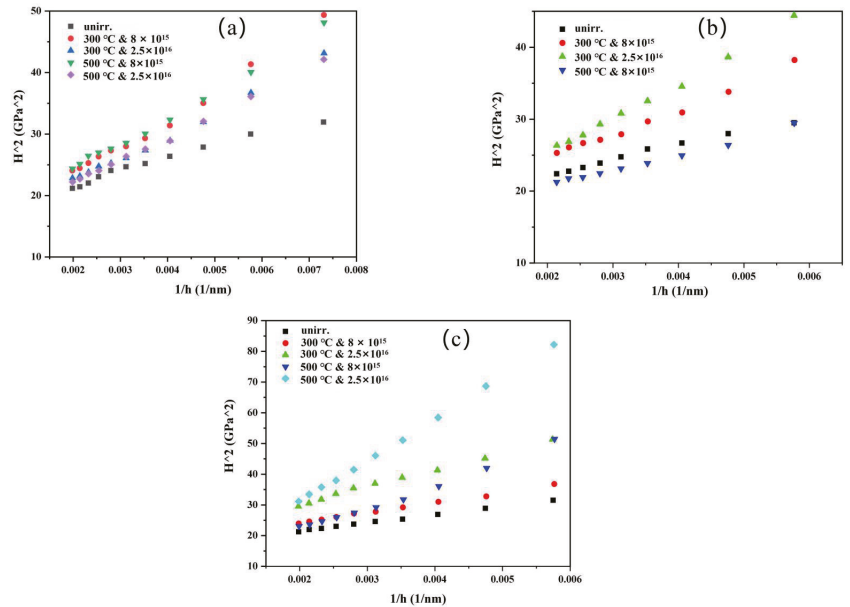 (a)
unirr.
300 ℃ & 8 × 10¹⁵
300 ℃ & 2.5×10¹⁶
500 ℃ & 8×10¹⁵
500 ℃ & 2.5×10¹⁶
H^2 (GPa^2)
50
40
30
20
10
0.002 0.003 0.004 0.005 0.006 0.007 0.008
1/h (1/nm)
(b)
unirr.
300 ℃ & 8×10¹⁵
300 ℃ & 2.5×10¹⁶
500 ℃ & 8×10¹⁵
H^2 (GPa^2)
40
30
20
10
0.002 0.003 0.004 0.005 0.006
1/h (1/nm)
(c)
unirr.
300 ℃ & 8 × 10¹⁵
300 ℃ & 2.5×10¹⁶
500 ℃ & 8×10¹⁵
500 ℃ & 2.5×10¹⁶
H^2 (GPa^2)
90
80
70
60
50
40
30
20
10
0.002 0.003 0.004 0.005 0.006
1/h (1/nm)